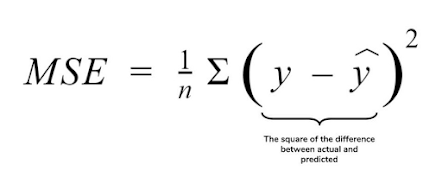 MSE = 1/n Σ (y − ŷ)²
The square of the difference
between actual and
predicted